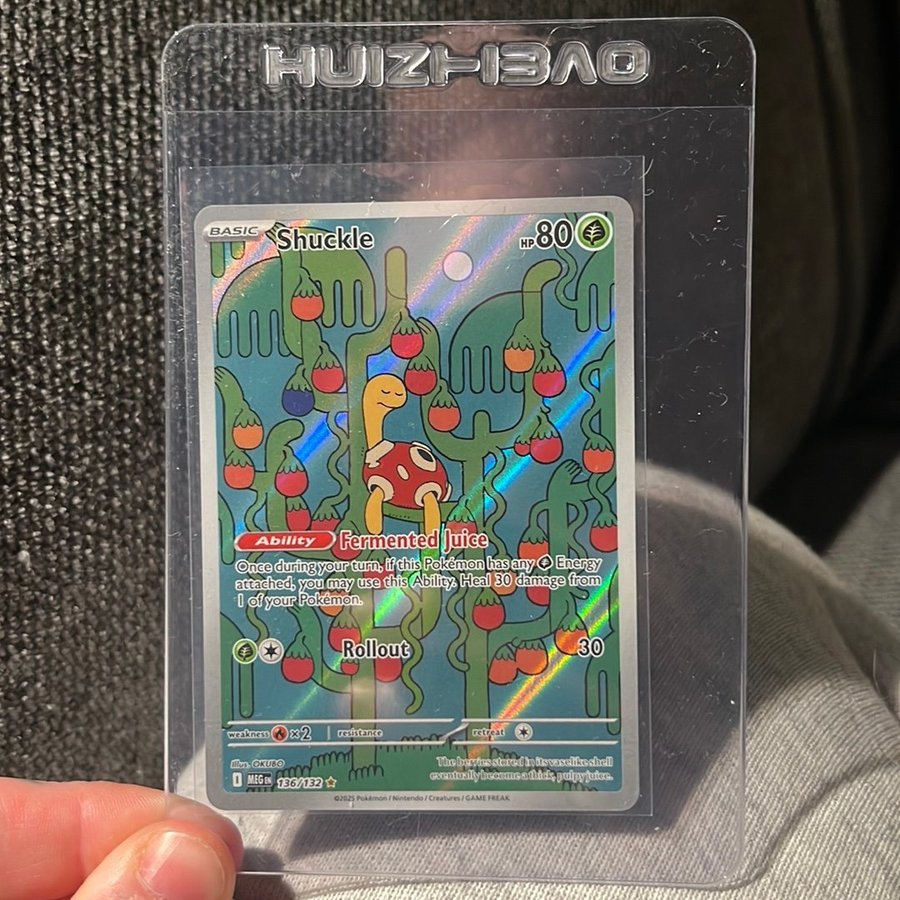 HUIZHIBAO
BASIC Shuckle HP 80
Ability Fermented Juice
Once during your turn, if this Pokémon has any Energy
attached, you may use this Ability. Heal 30 damage from
1 of your Pokémon.
Rollout 30
weakness ×2 resistance retreat
Illus. OKUBO
The berries stored in its vaselike shell
eventually become a thick, pulpy juice.
I MEG EN 136/132
©2025 Pokémon / Nintendo / Creatures / GAME FREAK